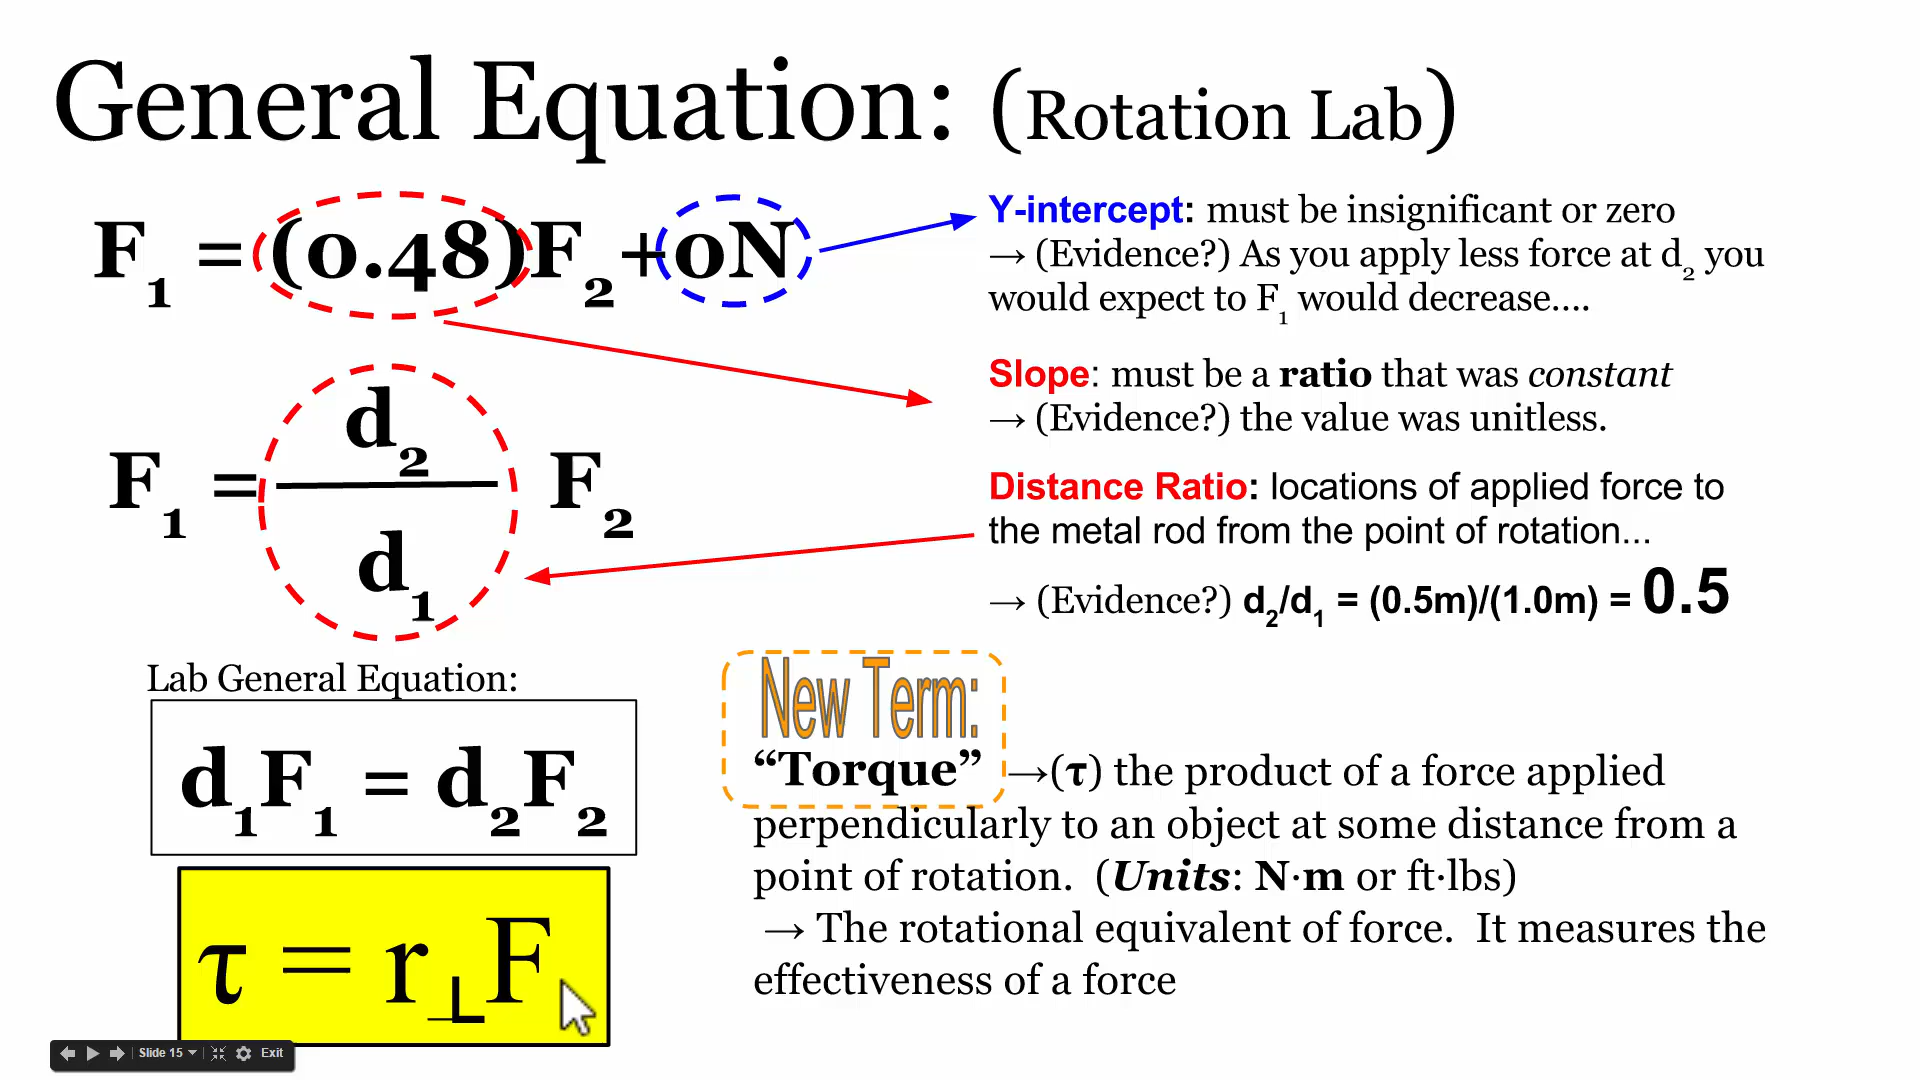 General Equation: (Rotation Lab)
F₁ = (0.48)F₂+0N
Y-intercept: must be insignificant or zero
→ (Evidence?) As you apply less force at d₂ you
would expect to F₁ would decrease....
Slope: must be a ratio that was constant
→ (Evidence?) the value was unitless.
F₁ = d₂/d₁ F₂
Distance Ratio: locations of applied force to
the metal rod from the point of rotation...
→ (Evidence?) d₂/d₁ = (0.5m)/(1.0m) = 0.5
Lab General Equation:
d₁F₁ = d₂F₂
τ = r⊥F
New Term:
“Torque” →(τ) the product of a force applied
perpendicularly to an object at some distance from a
point of rotation. (Units: N·m or ft·lbs)
→ The rotational equivalent of force. It measures the
effectiveness of a force
Slide 15 Exit